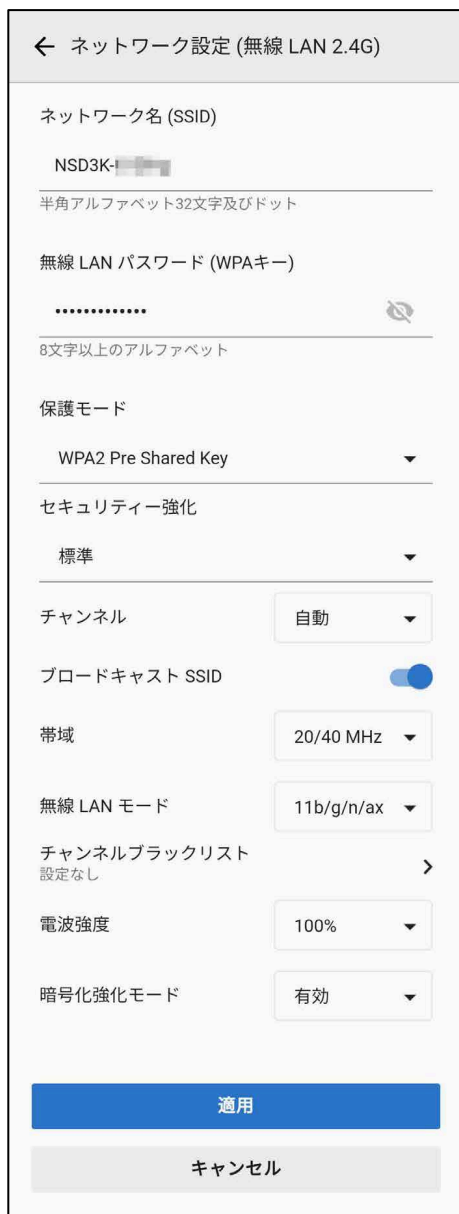 ネットワーク設定 (無線 LAN 2.4G)
ネットワーク名 (SSID)
NSD3K-
半角アルファベット32文字及びドット
無線 LAN パスワード (WPAキー)
•••••••••••••
8文字以上のアルファベット
保護モード
WPA2 Pre Shared Key
セキュリティー強化
標準
チャンネル 自動
ブロードキャスト SSID
帯域 20/40 MHz
無線 LAN モード 11b/g/n/ax
チャンネルブラックリスト
設定なし
電波強度 100%
暗号化強化モード 有効
適用
キャンセル